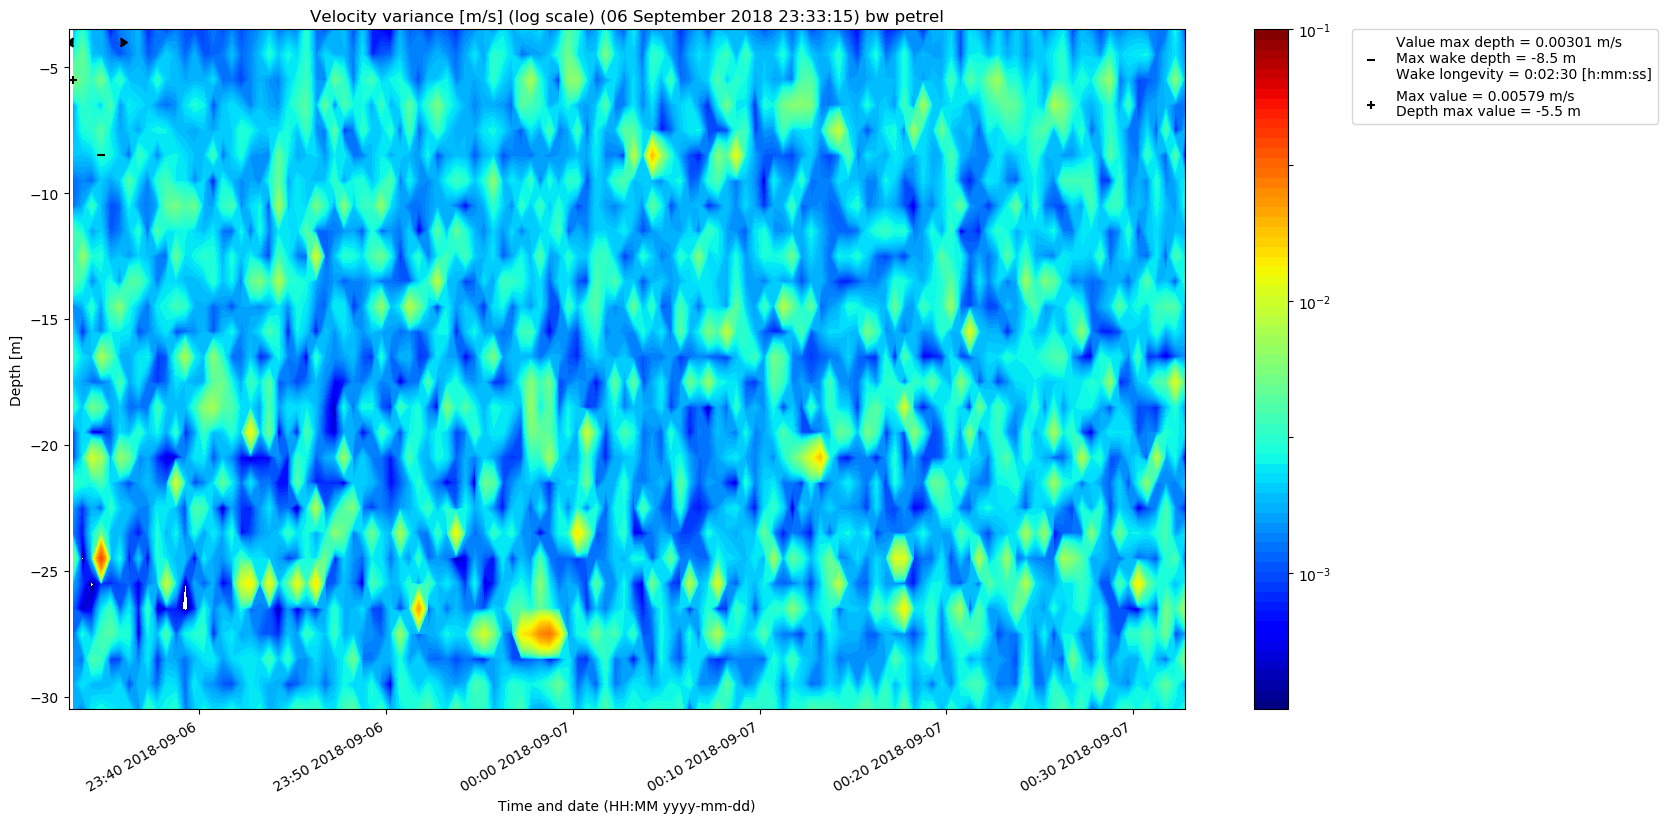 Velocity variance [m/s] (log scale) (06 September 2018 23:33:15) bw petrel
Depth [m]
−5
−10
−15
−20
−25
−30
23:40 2018-09-06
23:50 2018-09-06
00:00 2018-09-07
00:10 2018-09-07
00:20 2018-09-07
00:30 2018-09-07
Time and date (HH:MM yyyy-mm-dd)
10⁻¹
10⁻²
10⁻³
Value max depth = 0.00301 m/s
Max wake depth = -8.5 m
Wake longevity = 0:02:30 [h:mm:ss]
Max value = 0.00579 m/s
Depth max value = -5.5 m